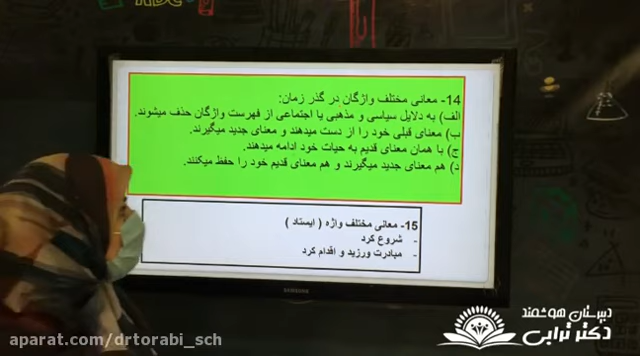 14- معانی مختلف واژگان در گذر زمان:
الف) به دلایل سیاسی و مذهبی یا اجتماعی از فهرست واژگان حذف میشوند.
ب) معنای قبلی خود را از دست میدهند و معنای جدید میگیرند.
ج) با همان معنای قدیم به حیات خود ادامه میدهند.
د) هم معنای جدید میگیرند و هم معنای قدیم خود را حفظ میکنند.
15- معانی مختلف واژه ( ایستاد )
- شروع کرد
- مبادرت ورزید و اقدام کرد
SAMSUNG
دبیرستان هوشمند
دکتر ترابی
aparat.com/drtorabi_sch